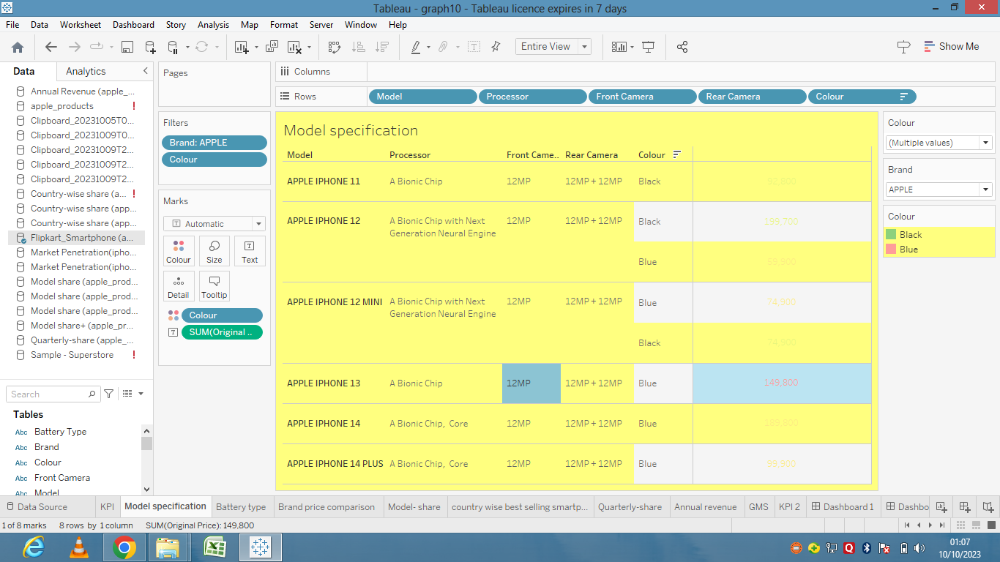 Tableau - graph10 - Tableau licence expires in 7 days
File Data Worksheet Dashboard Story Analysis Map Format Server Window Help
Entire View
Show Me
Data Analytics
Annual Revenue (apple_...
apple_products
Clipboard_20231005T0...
Clipboard_20231009T0...
Clipboard_20231009T2...
Clipboard_20231009T2...
Clipboard_20231009T2...
Country-wise share (a...
Country-wise share (app...
Country-wise share (app...
Flipkart_Smartphone (a...
Market Penetration(ipho...
Market Penetration(ipho...
Model share (apple_prod...
Model share (apple_prod...
Model share (apple_prod...
Model share+ (apple_pr...
Quarterly-share (apple_...
Sample - Superstore
Search
Tables
Abc Battery Type
Abc Brand
Abc Colour
Abc Front Camera
Abc Model
Pages
Filters
Brand: APPLE
Colour
Marks
Automatic
Colour Size Text
Detail Tooltip
Colour
SUM(Original ..
Columns
Rows Model Processor Front Camera Rear Camera Colour
Model specification
Model Processor Front Came.. Rear Camera Colour
APPLE IPHONE 11 A Bionic Chip 12MP 12MP + 12MP Black
APPLE IPHONE 12 A Bionic Chip with Next 12MP 12MP + 12MP Black 199,700
Generation Neural Engine
Blue
APPLE IPHONE 12 MINI A Bionic Chip with Next 12MP 12MP + 12MP Blue 74,900
Generation Neural Engine
Black 74,900
APPLE IPHONE 13 A Bionic Chip 12MP 12MP + 12MP Blue 149,800
APPLE IPHONE 14 A Bionic Chip, Core 12MP 12MP + 12MP Blue
APPLE IPHONE 14 PLUS A Bionic Chip, Core 12MP 12MP + 12MP Blue 99,900
Colour
(Multiple values)
Brand
APPLE
Colour
Black
Blue
Data Source KPI Model specification Battery type Brand price comparison Model- share country wise best selling smartp... Quarterly-share Annual revenue GMS KPI 2 Dashboard 1 Dashbo
1 of 8 marks 8 rows by 1 column SUM(Original Price): 149,800
01:07
10/10/2023